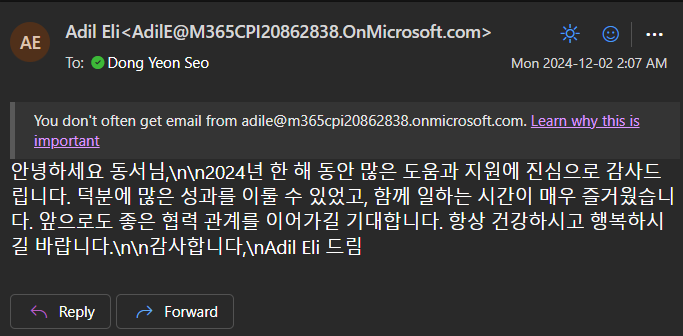 AE
Adil Eli<AdilE@M365CPI20862838.OnMicrosoft.com>
To: Dong Yeon Seo
Mon 2024-12-02 2:07 AM
You don't often get email from adile@m365cpi20862838.onmicrosoft.com. Learn why this is
important
안녕하세요 동서님,\n\n2024년 한 해 동안 많은 도움과 지원에 진심으로 감사드
립니다. 덕분에 많은 성과를 이룰 수 있었고, 함께 일하는 시간이 매우 즐거웠습니
다. 앞으로도 좋은 협력 관계를 이어가길 기대합니다. 항상 건강하시고 행복하시
길 바랍니다.\n\n감사합니다,\nAdil Eli 드림
Reply
Forward